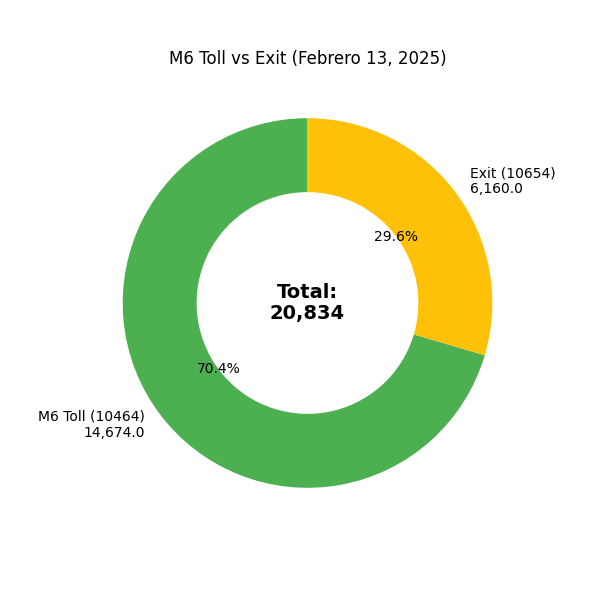 M6 Toll vs Exit (Febrero 13, 2025)
Exit (10654)
6,160.0
29.6%
Total:
20,834
70.4%
M6 Toll (10464)
14,674.0